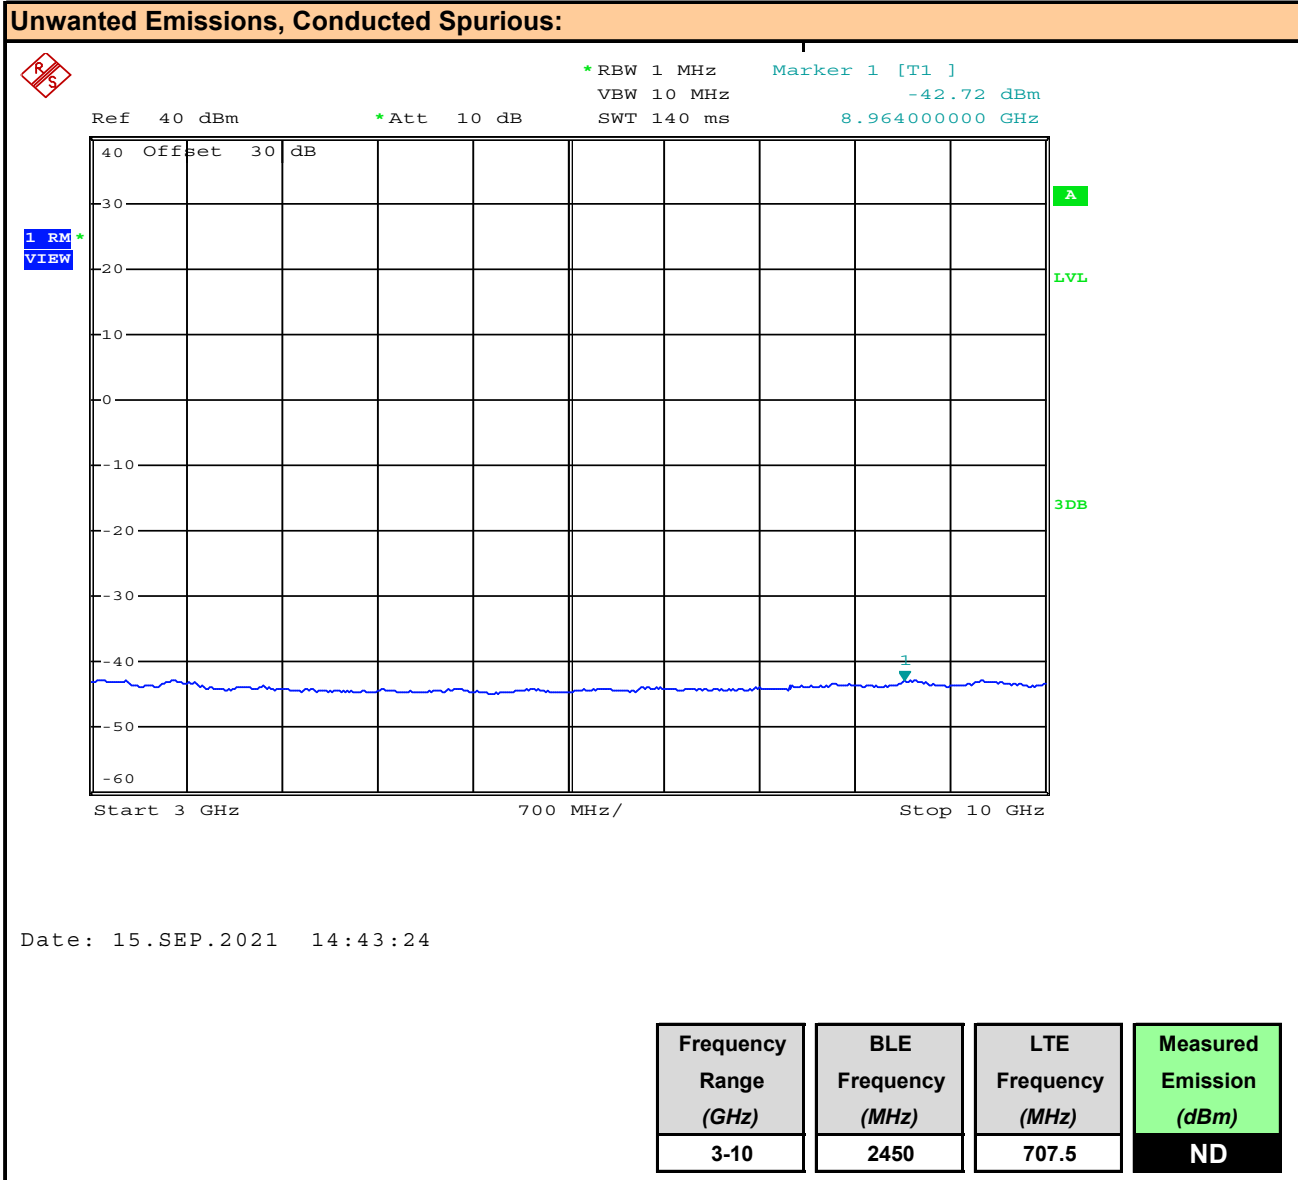 Unwanted Emissions, Conducted Spurious:
R S
* RBW 1 MHz Marker 1 [T1 ]
VBW 10 MHz -42.72 dBm
Ref 40 dBm * Att 10 dB SWT 140 ms 8.964000000 GHz
40 Offset 30 dB
A
30
1 RM *
VIEW
20
LVL
10
0
-10
3DB
-20
-30
-40
1
-50
-60
Start 3 GHz 700 MHz/ Stop 10 GHz
Date: 15.SEP.2021 14:43:24
Frequency BLE LTE Measured
Range Frequency Frequency Emission
(GHz) (MHz) (MHz) (dBm)
3-10 2450 707.5 ND